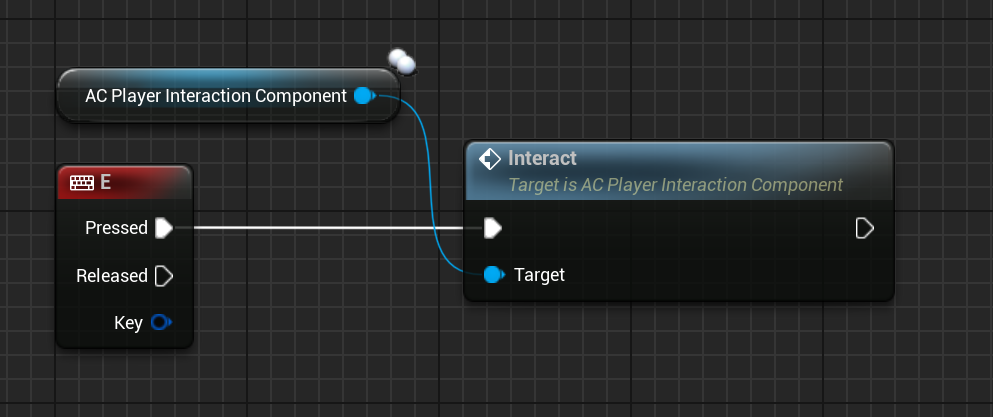 AC Player Interaction Component
E
Pressed
Released
Key
Interact
Target is AC Player Interaction Component
Target